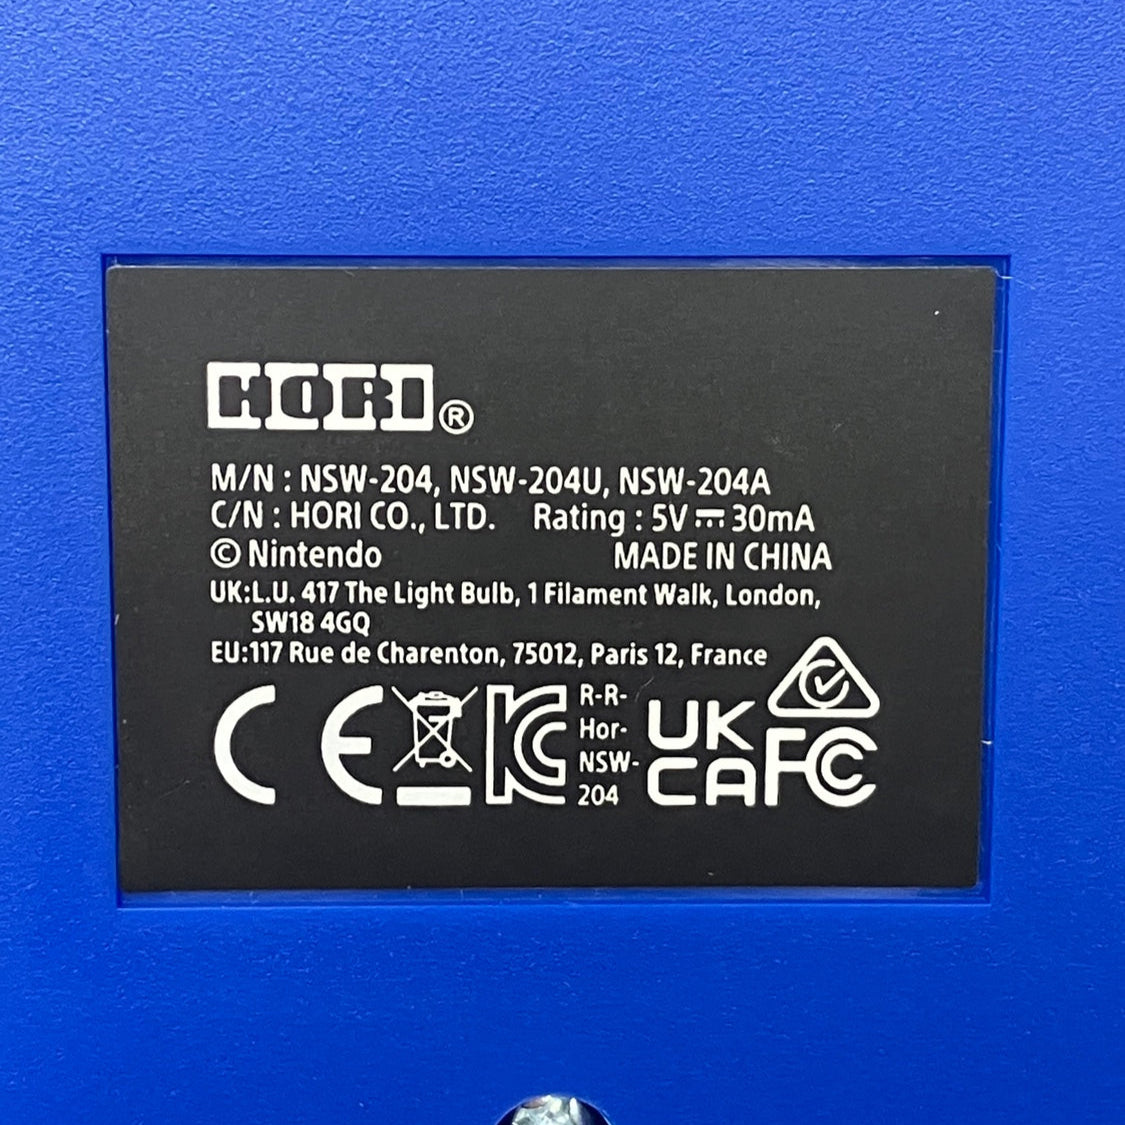 HORI®
M/N : NSW-204, NSW-204U, NSW-204A
C/N : HORI CO., LTD. Rating : 5V ⎓ 30mA
© Nintendo MADE IN CHINA
UK:L.U. 417 The Light Bulb, 1 Filament Walk, London,
SW18 4GQ
EU:117 Rue de Charenton, 75012, Paris 12, France
CE KC
R-R-
Hor-
NSW-
204
UK
CA
FC